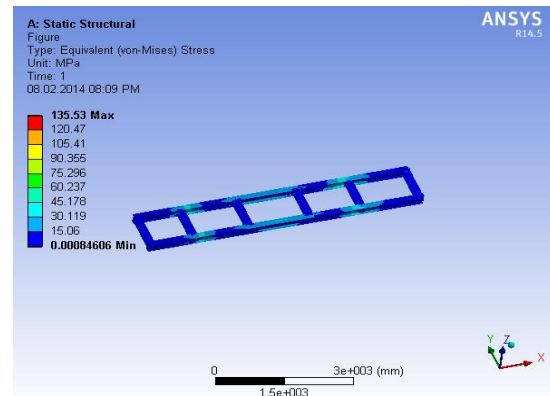 A: Static Structural
Figure
Type: Equivalent (von-Mises) Stress
Unit: MPa
Time: 1
08.02.2014 08:09 PM
ANSYS
R14.5
135.53 Max
120.47
105.41
90.355
75.296
60.237
45.178
30.119
15.06
0.00084606 Min
0 3e+003 (mm)
1.5e+003
Y Z
X